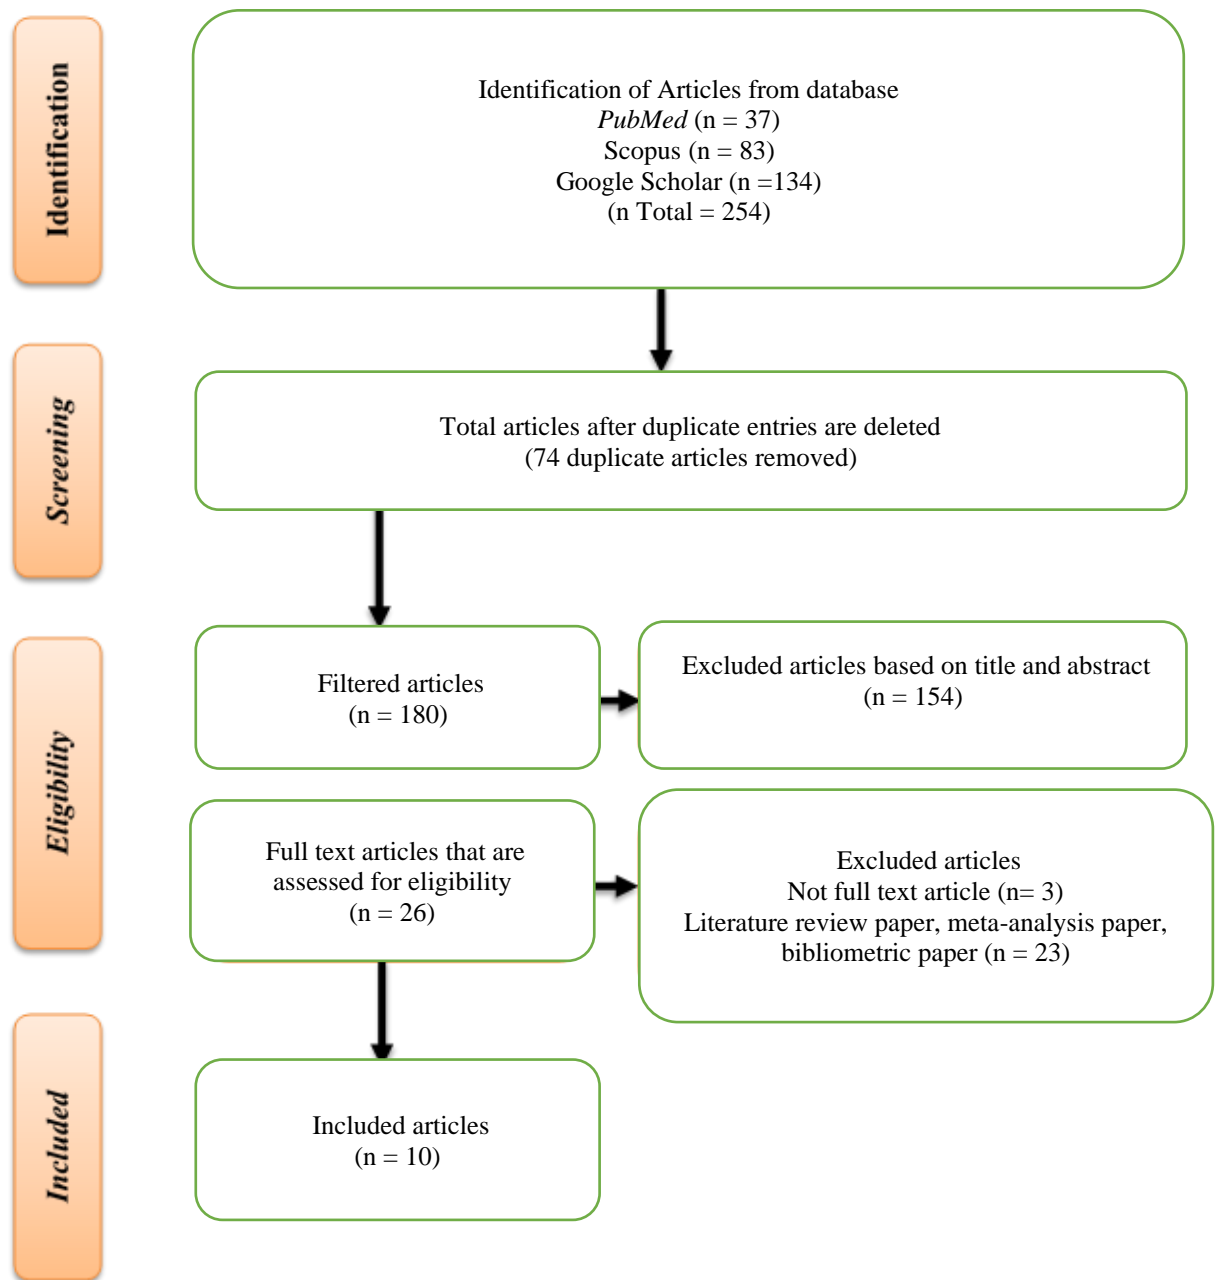 Identification
Identification of Articles from database
PubMed (n = 37)
Scopus (n = 83)
Google Scholar (n =134)
(n Total = 254)
Screening
Total articles after duplicate entries are deleted
(74 duplicate articles removed)
Eligibility
Filtered articles
(n = 180)
Excluded articles based on title and abstract
(n = 154)
Full text articles that are
assessed for eligibility
(n = 26)
Excluded articles
Not full text article (n= 3)
Literature review paper, meta-analysis paper,
bibliometric paper (n = 23)
Included
Included articles
(n = 10)